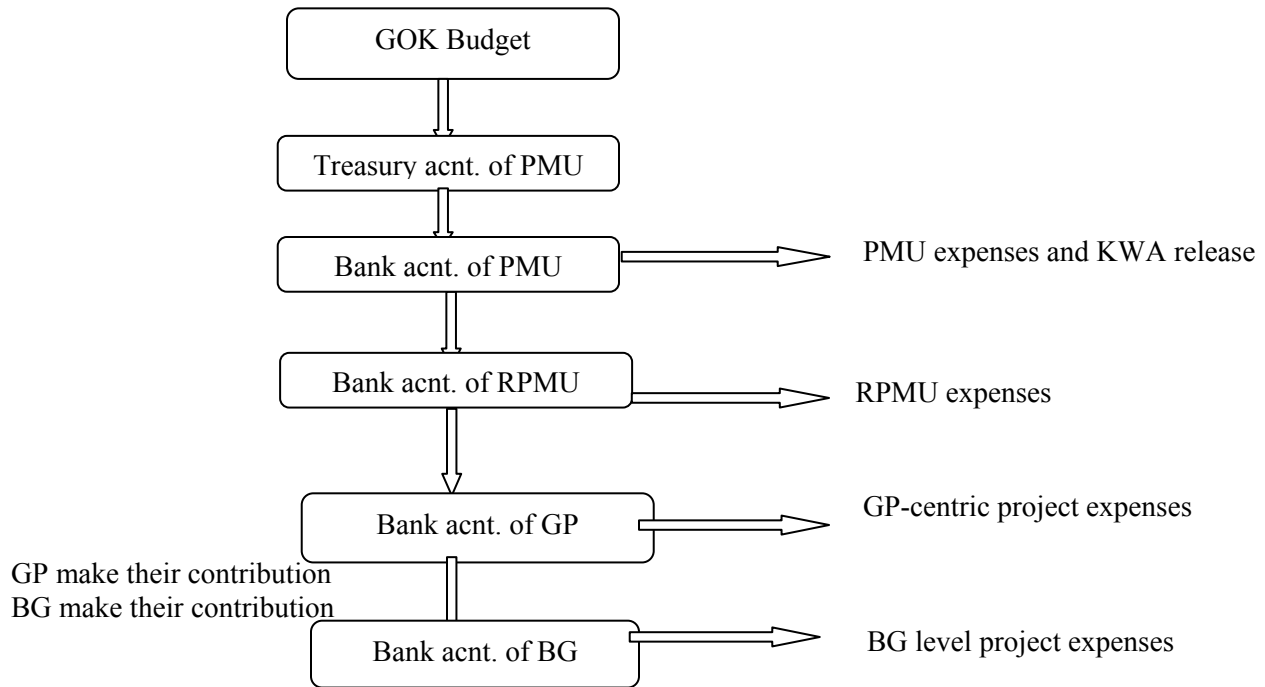 GOK Budget
Treasury acnt. of PMU
Bank acnt. of PMU
PMU expenses and KWA release
Bank acnt. of RPMU
RPMU expenses
Bank acnt. of GP
GP-centric project expenses
GP make their contribution
BG make their contribution
Bank acnt. of BG
BG level project expenses